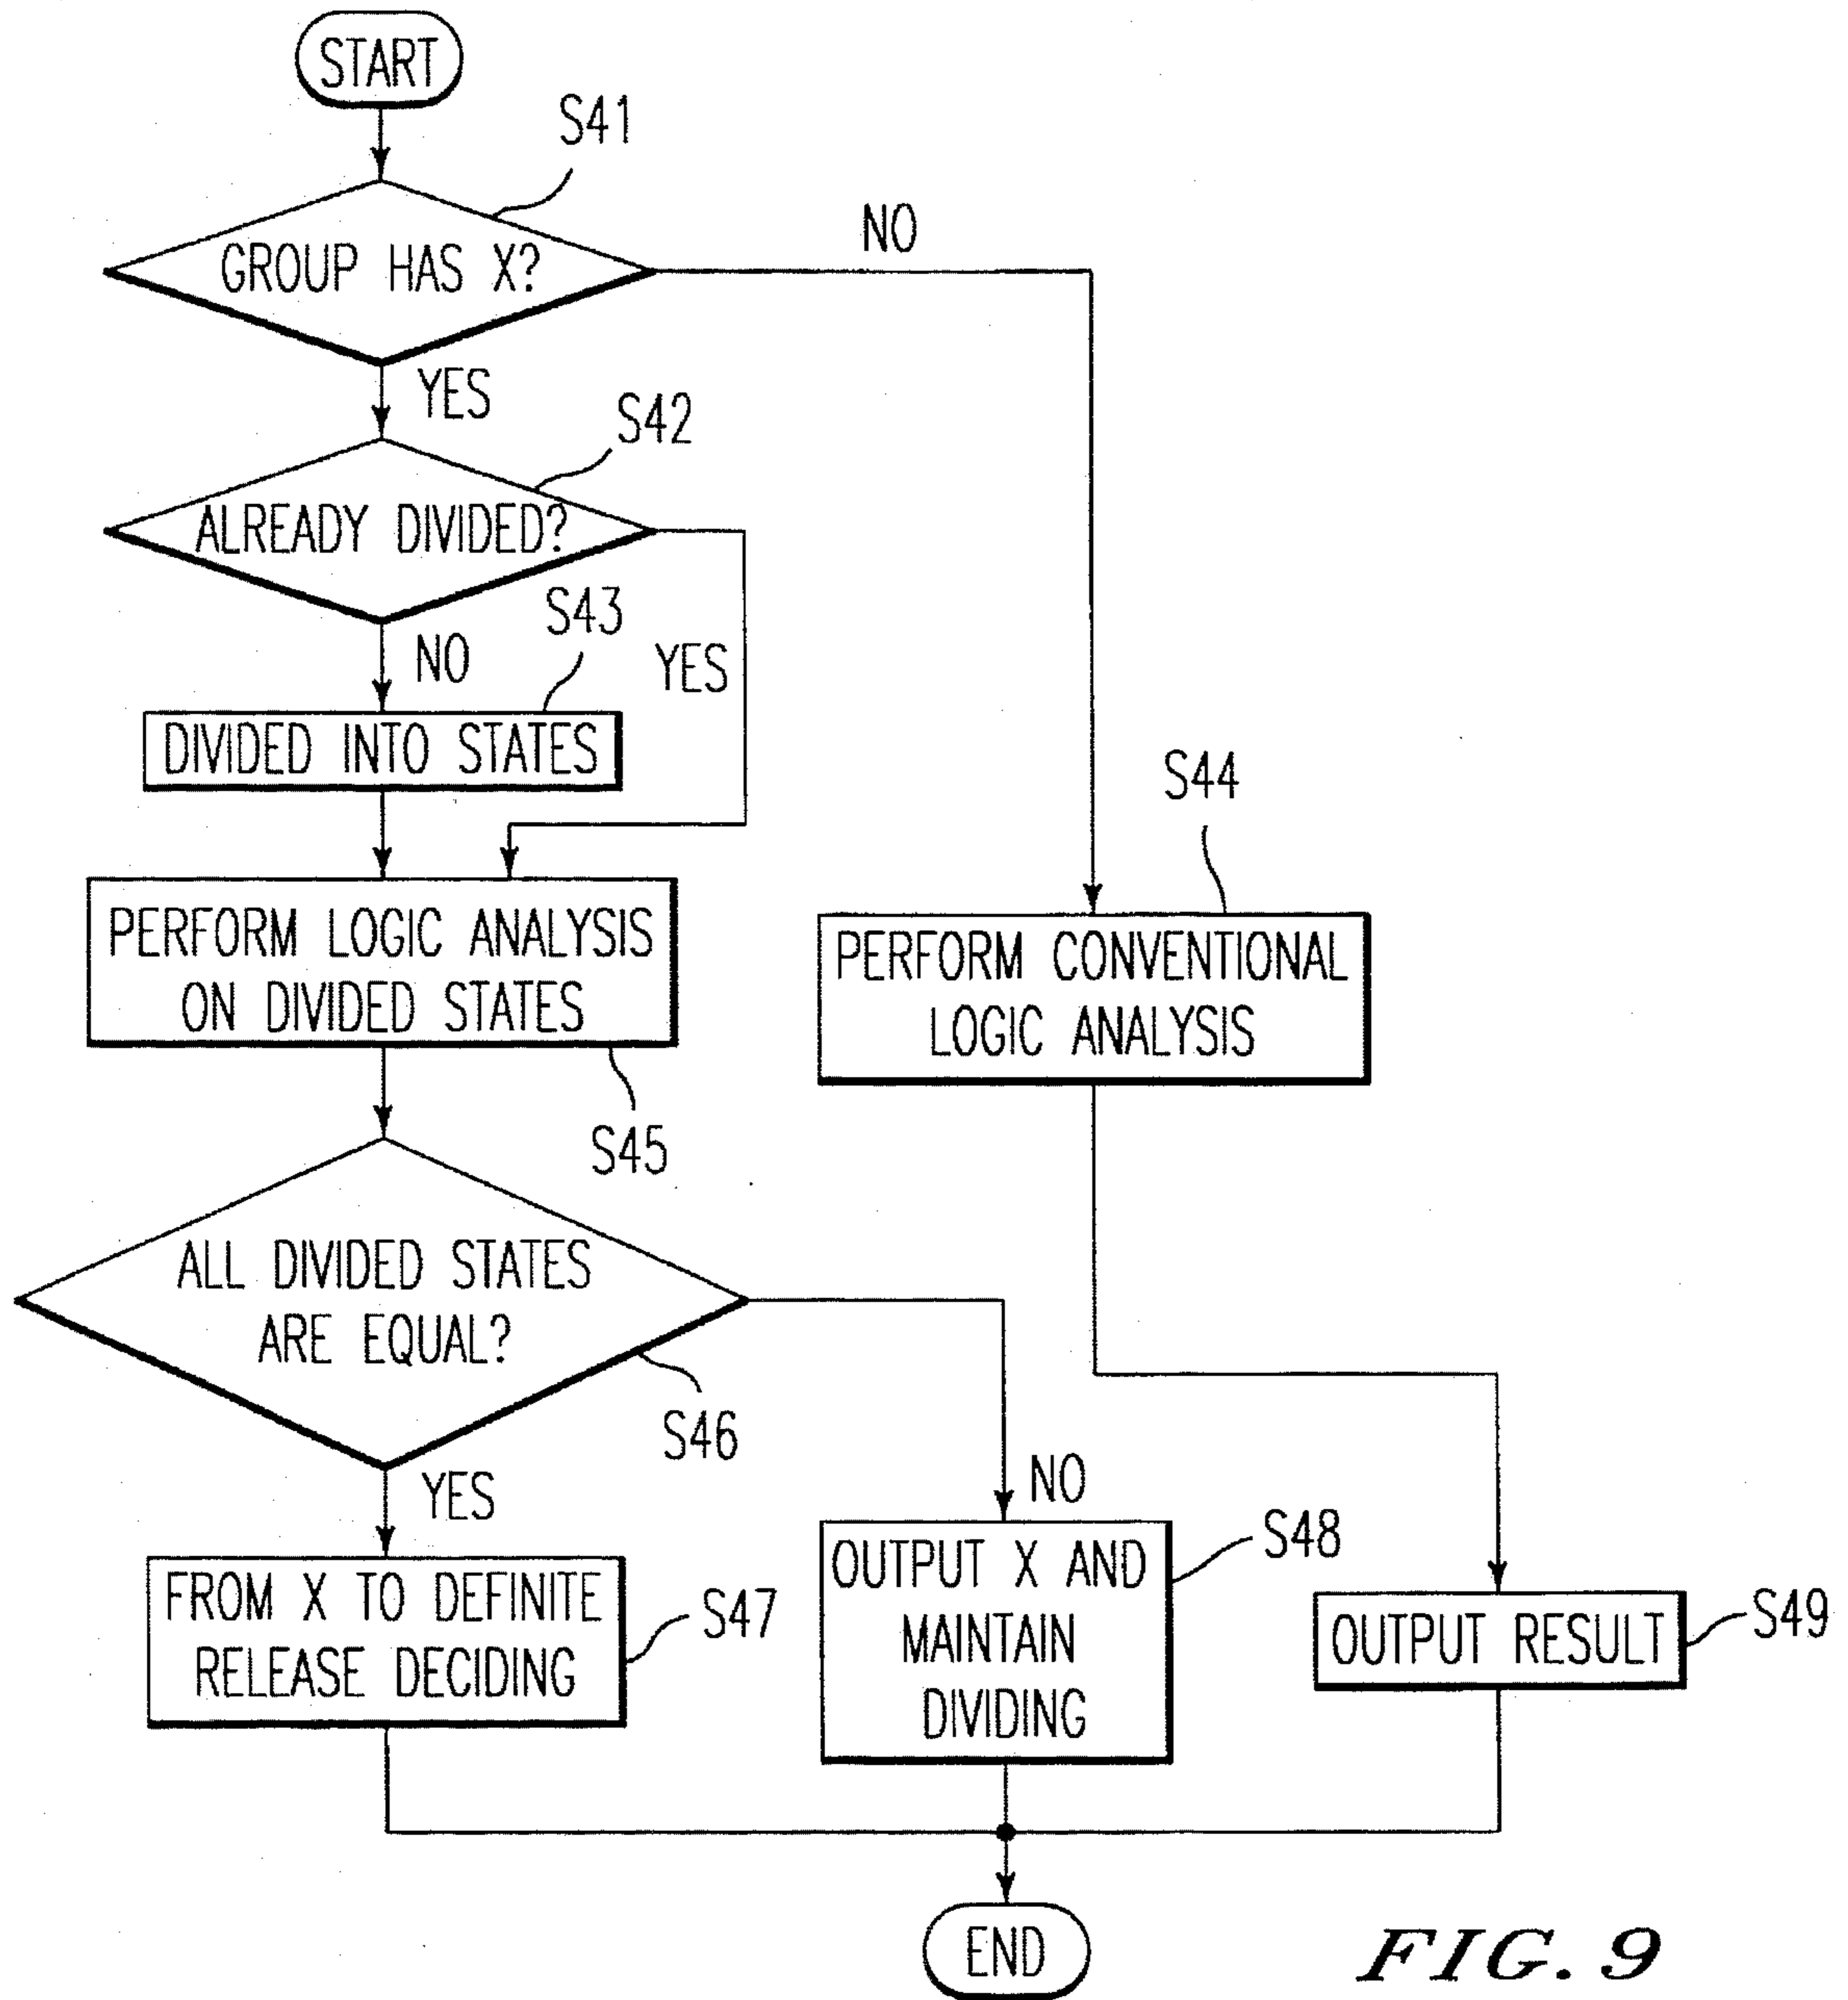 START
S41
GROUP HAS X?
NO
YES
S42
ALREADY DIVIDED?
S43
NO
YES
DIVIDED INTO STATES
S44
PERFORM LOGIC ANALYSIS
ON DIVIDED STATES
PERFORM CONVENTIONAL
LOGIC ANALYSIS
S45
ALL DIVIDED STATES
ARE EQUAL?
S46
YES
NO
FROM X TO DEFINITE
RELEASE DECIDING
S47
OUTPUT X AND
MAINTAIN
DIVIDING
S48
OUTPUT RESULT
S49
END
FIG. 9